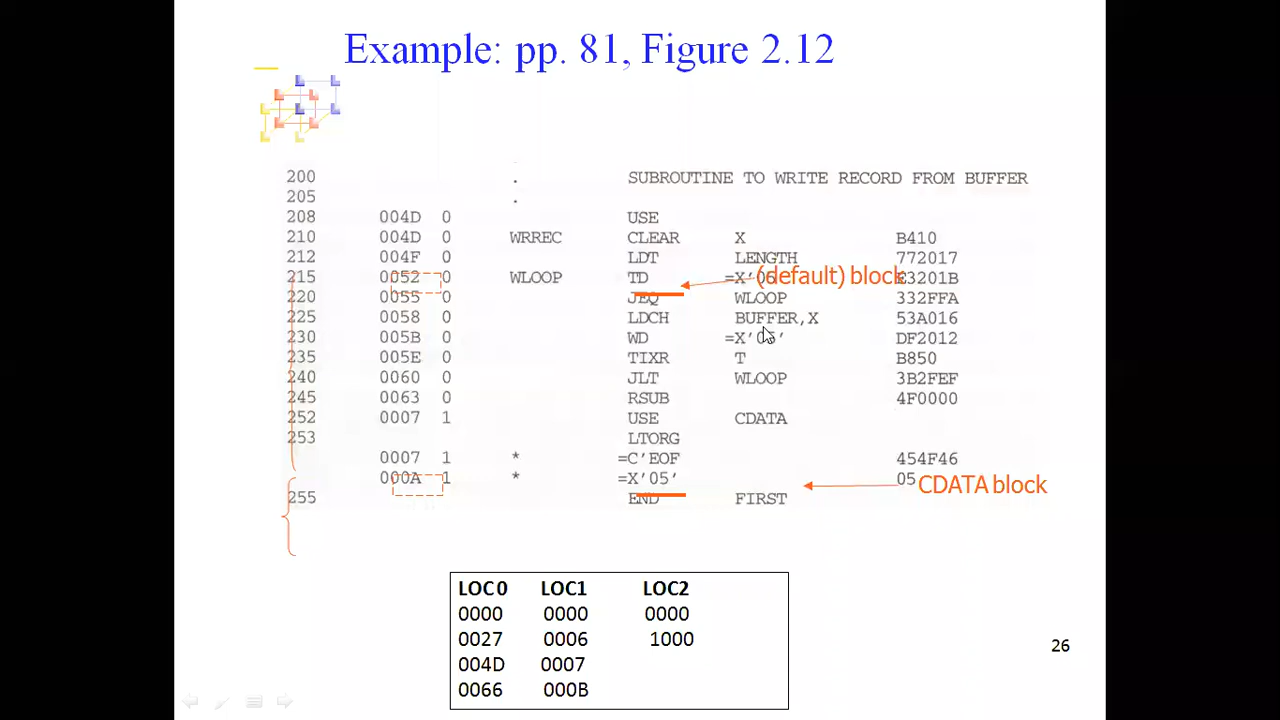 Example: pp. 81, Figure 2.12
200 . SUBROUTINE TO WRITE RECORD FROM BUFFER
205 .
208 004D 0 USE
210 004D 0 WRREC CLEAR X B410
212 004F 0 LDT LENGTH 772017
215 0052 0 WLOOP TD =X'05' E3201B
(default) block
220 0055 0 JEQ WLOOP 332FFA
225 0058 0 LDCH BUFFER,X 53A016
230 005B 0 WD =X'05' DF2012
235 005E 0 TIXR T B850
240 0060 0 JLT WLOOP 3B2FEF
245 0063 0 RSUB 4F0000
252 0007 1 USE CDATA
253 LTORG
0007 1 * =C'EOF 454F46
000A 1 * =X'05' 05
CDATA block
255 END FIRST
LOC0 LOC1 LOC2
0000 0000 0000
0027 0006 1000
004D 0007
0066 000B
26